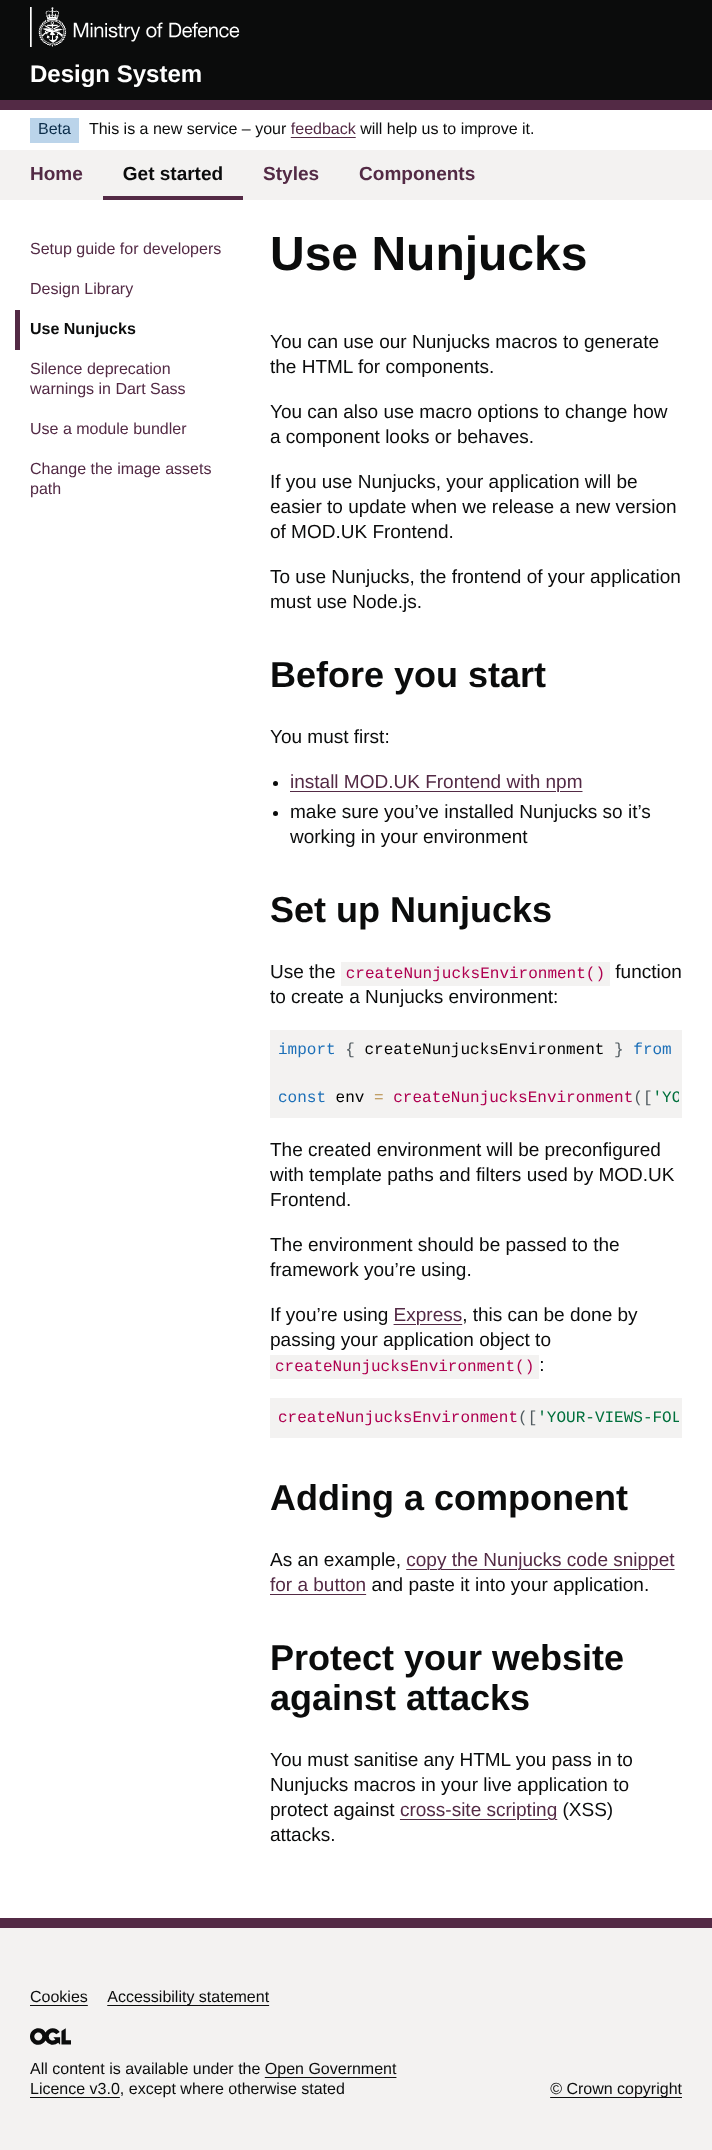 Ministry of Defence
Design System
Beta This is a new service – your feedback will help us to improve it.
Home Get started Styles Components
Setup guide for developers
Design Library
Use Nunjucks
Silence deprecation
warnings in Dart Sass
Use a module bundler
Change the image assets
path
Use Nunjucks
You can use our Nunjucks macros to generate
the HTML for components.
You can also use macro options to change how
a component looks or behaves.
If you use Nunjucks, your application will be
easier to update when we release a new version
of MOD.UK Frontend.
To use Nunjucks, the frontend of your application
must use Node.js.
Before you start
You must first:
• install MOD.UK Frontend with npm
• make sure you’ve installed Nunjucks so it’s
working in your environment
Set up Nunjucks
Use the createNunjucksEnvironment() function
to create a Nunjucks environment:
import { createNunjucksEnvironment } from
const env = createNunjucksEnvironment(['YO
The created environment will be preconfigured
with template paths and filters used by MOD.UK
Frontend.
The environment should be passed to the
framework you’re using.
If you’re using Express, this can be done by
passing your application object to
createNunjucksEnvironment() :
createNunjucksEnvironment(['YOUR-VIEWS-FOL
Adding a component
As an example, copy the Nunjucks code snippet
for a button and paste it into your application.
Protect your website
against attacks
You must sanitise any HTML you pass in to
Nunjucks macros in your live application to
protect against cross-site scripting (XSS)
attacks.
Cookies Accessibility statement
OGL
All content is available under the Open Government
Licence v3.0, except where otherwise stated
© Crown copyright